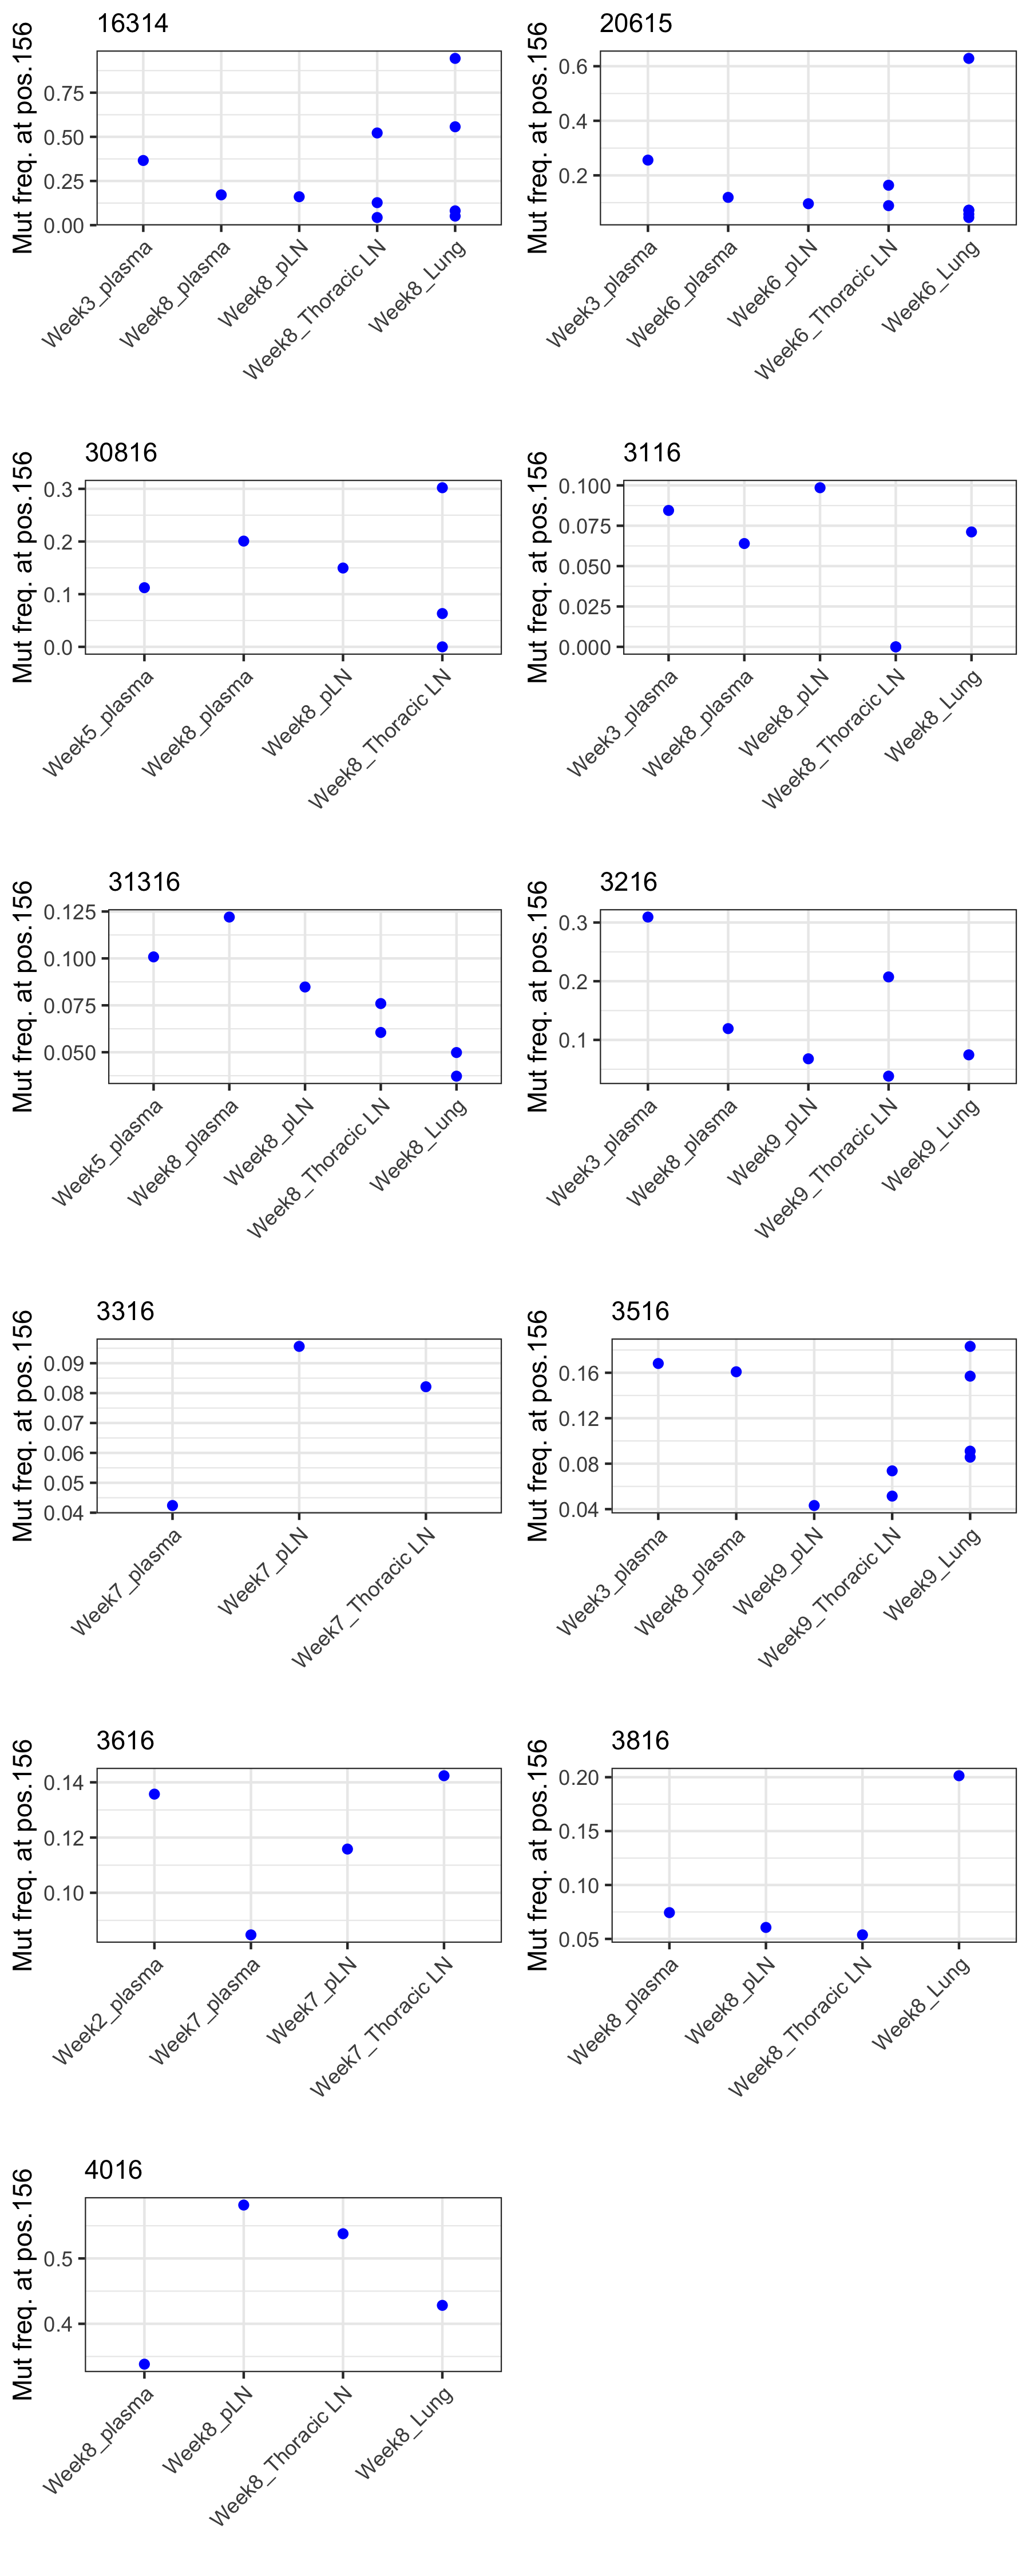 16314
Mut freq. at pos.156
0.75
0.50
0.25
0.00
Week3_plasma
Week8_plasma
Week8_pLN
Week8_Thoracic LN
Week8_Lung
20615
Mut freq. at pos.156
0.6
0.4
0.2
Week3_plasma
Week6_plasma
Week6_pLN
Week6_Thoracic LN
Week6_Lung
30816
Mut freq. at pos.156
0.3
0.2
0.1
0.0
Week5_plasma
Week8_plasma
Week8_pLN
Week8_Thoracic LN
3116
Mut freq. at pos.156
0.100
0.075
0.050
0.025
0.000
Week3_plasma
Week8_plasma
Week8_pLN
Week8_Thoracic LN
Week8_Lung
31316
Mut freq. at pos.156
0.125
0.100
0.075
0.050
Week5_plasma
Week8_plasma
Week8_pLN
Week8_Thoracic LN
Week8_Lung
3216
Mut freq. at pos.156
0.3
0.2
0.1
Week3_plasma
Week8_plasma
Week9_pLN
Week9_Thoracic LN
Week9_Lung
3316
Mut freq. at pos.156
0.09
0.08
0.07
0.06
0.05
0.04
Week7_plasma
Week7_pLN
Week7_Thoracic LN
3516
Mut freq. at pos.156
0.16
0.12
0.08
0.04
Week3_plasma
Week8_plasma
Week9_pLN
Week9_Thoracic LN
Week9_Lung
3616
Mut freq. at pos.156
0.14
0.12
0.10
Week2_plasma
Week7_plasma
Week7_pLN
Week7_Thoracic LN
3816
Mut freq. at pos.156
0.20
0.15
0.10
0.05
Week8_plasma
Week8_pLN
Week8_Thoracic LN
Week8_Lung
4016
Mut freq. at pos.156
0.5
0.4
Week8_plasma
Week8_pLN
Week8_Thoracic LN
Week8_Lung